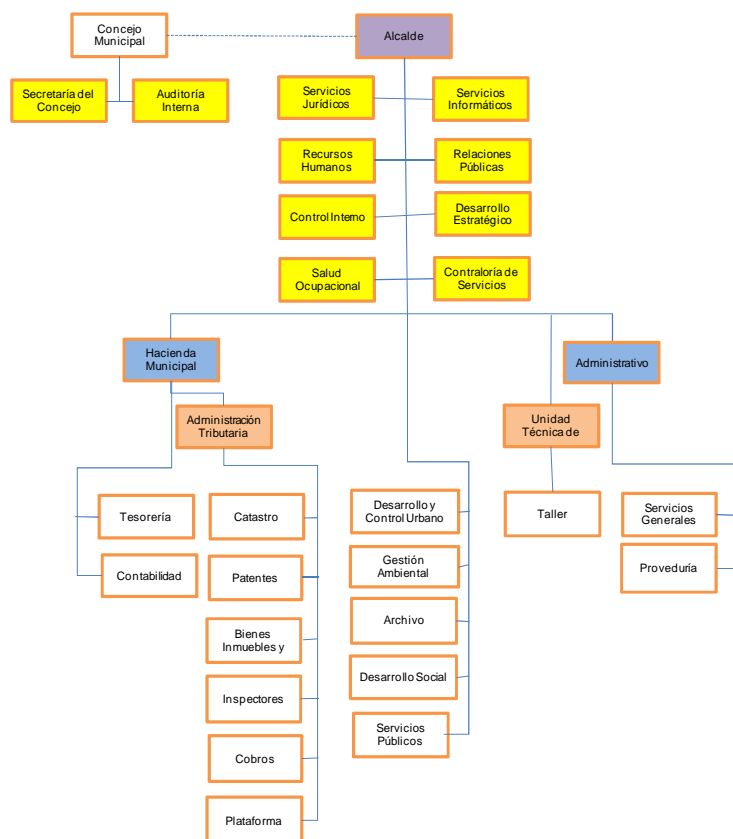 Concejo
Municipal
Alcalde
Secretaría del
Concejo
Auditoría
Interna
Servicios
Jurídicos
Servicios
Informáticos
Recursos
Humanos
Relaciones
Públicas
Control Interno
Desarrollo
Estratégico
Salud
Ocupacional
Contraloría de
Servicios
Hacienda
Municipal
Administrativo
Administración
Tributaria
Unidad
Técnica de
Tesorería
Catastro
Desarrollo y
Control Urbano
Taller
Servicios
Generales
Contabilidad
Patentes
Gestión
Ambiental
Proveduría
Bienes
Inmuebles y
Archivo
Inspectores
Desarrollo Social
Cobros
Servicios
Públicos
Plataforma